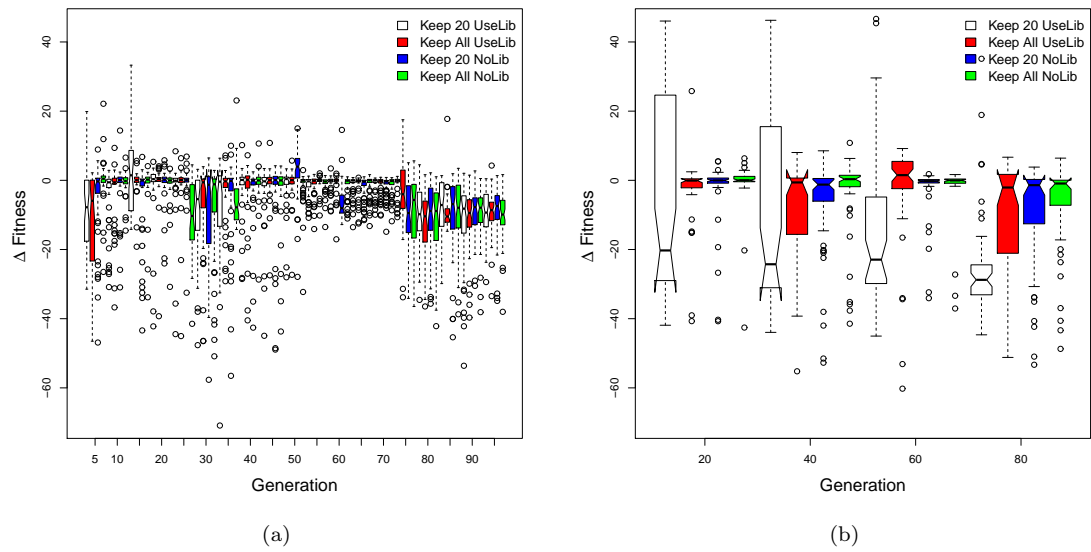 Δ Fitness
40
20
0
−20
−40
−60
5 10 20 30 40 50 60 70 80 90
Generation
Keep 20 UseLib
Keep All UseLib
Keep 20 NoLib
Keep All NoLib
(a)
Δ Fitness
40
20
0
−20
−40
−60
20 40 60 80
Generation
Keep 20 UseLib
Keep All UseLib
Keep 20 NoLib
Keep All NoLib
(b)